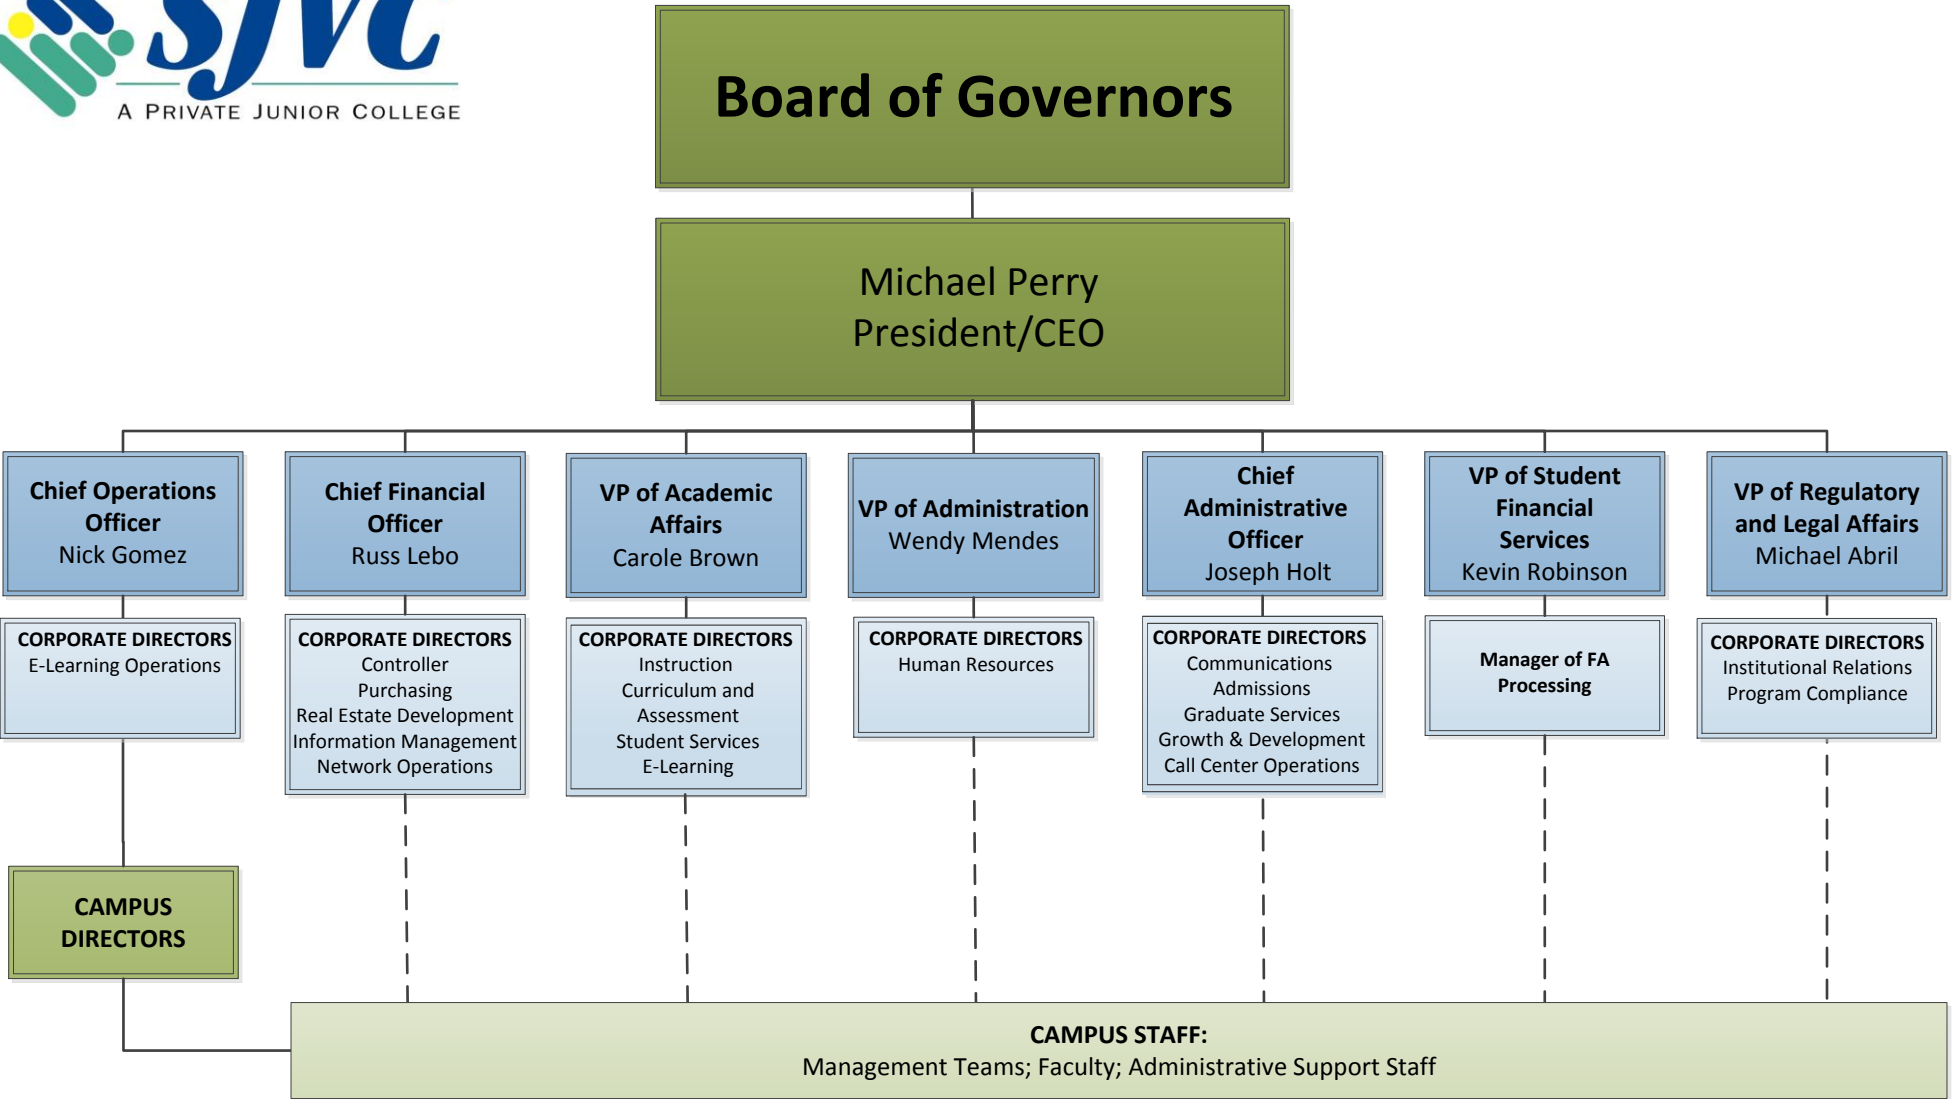 sjvc
A PRIVATE JUNIOR COLLEGE
Board of Governors
Michael Perry
President/CEO
Chief Operations
Officer
Nick Gomez
Chief Financial
Officer
Russ Lebo
VP of Academic
Affairs
Carole Brown
VP of Administration
Wendy Mendes
Chief
Administrative
Officer
Joseph Holt
VP of Student
Financial
Services
Kevin Robinson
VP of Regulatory
and Legal Affairs
Michael Abril
CORPORATE DIRECTORS
E-Learning Operations
CORPORATE DIRECTORS
Controller
Purchasing
Real Estate Development
Information Management
Network Operations
CORPORATE DIRECTORS
Instruction
Curriculum and
Assessment
Student Services
E-Learning
CORPORATE DIRECTORS
Human Resources
CORPORATE DIRECTORS
Communications
Admissions
Graduate Services
Growth & Development
Call Center Operations
Manager of FA
Processing
CORPORATE DIRECTORS
Institutional Relations
Program Compliance
CAMPUS
DIRECTORS
CAMPUS STAFF:
Management Teams; Faculty; Administrative Support Staff